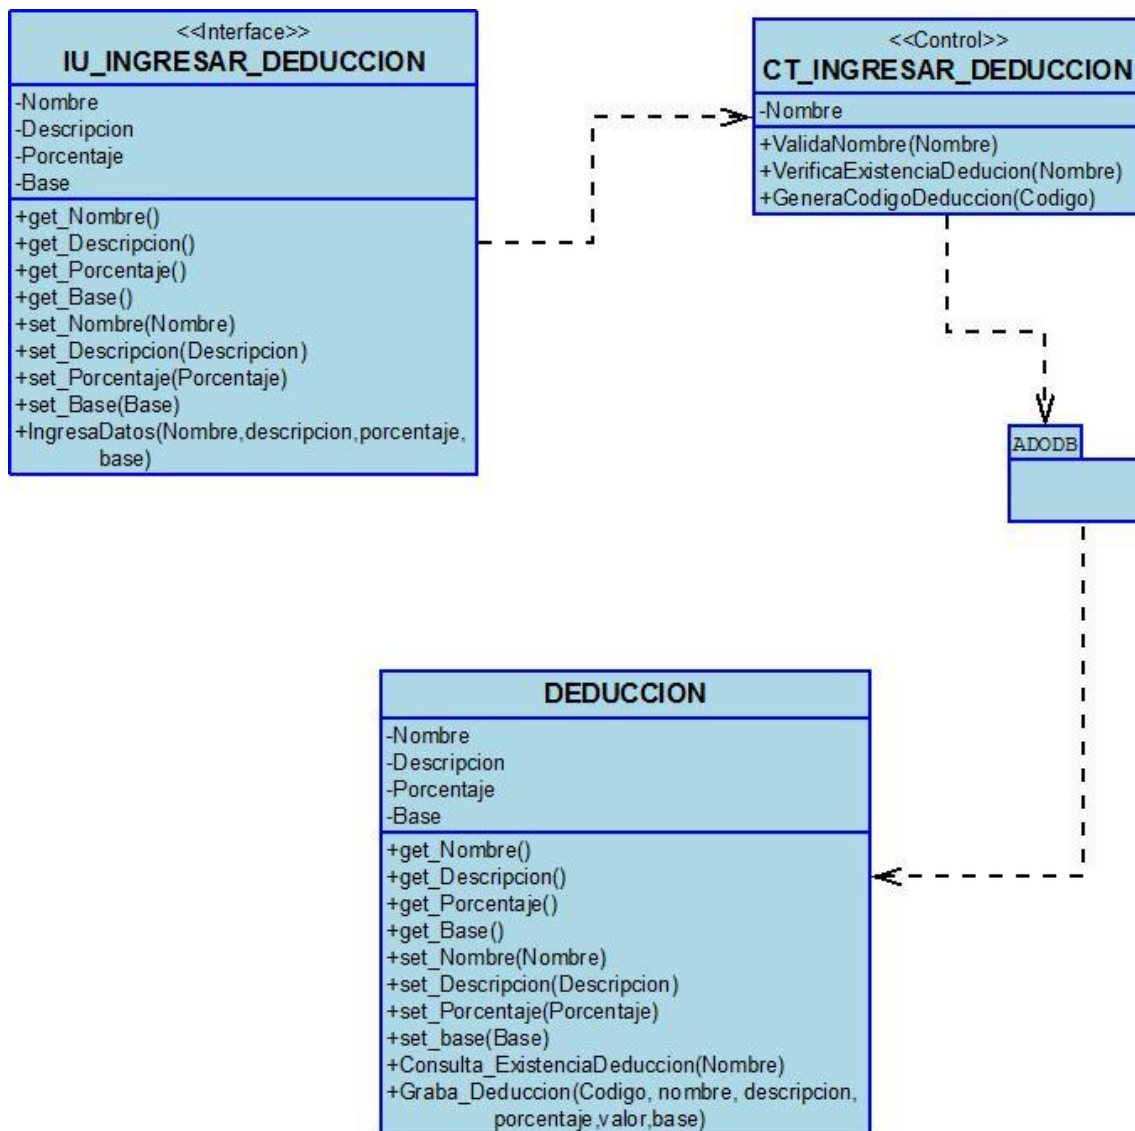 <<Interface>>
IU_INGRESAR_DEDUCCION
-Nombre
-Descripcion
-Porcentaje
-Base
+get_Nombre()
+get_Descripcion()
+get_Porcentaje()
+get_Base()
+set_Nombre(Nombre)
+set_Descripcion(Descripcion)
+set_Porcentaje(Porcentaje)
+set_Base(Base)
+IngresaDatos(Nombre,descripcion,porcentaje,
base)
<<Control>>
CT_INGRESAR_DEDUCCION
-Nombre
+ValidaNombre(Nombre)
+VerificaExistenciaDeducion(Nombre)
+GeneraCodigoDeduccion(Codigo)
ADODB
DEDUCCION
-Nombre
-Descripcion
-Porcentaje
-Base
+get_Nombre()
+get_Descripcion()
+get_Porcentaje()
+get_Base()
+set_Nombre(Nombre)
+set_Descripcion(Descripcion)
+set_Porcentaje(Porcentaje)
+set_base(Base)
+Consulta_ExistenciaDeduccion(Nombre)
+Graba_Deduccion(Codigo, nombre, descripcion,
porcentaje,valor,base)